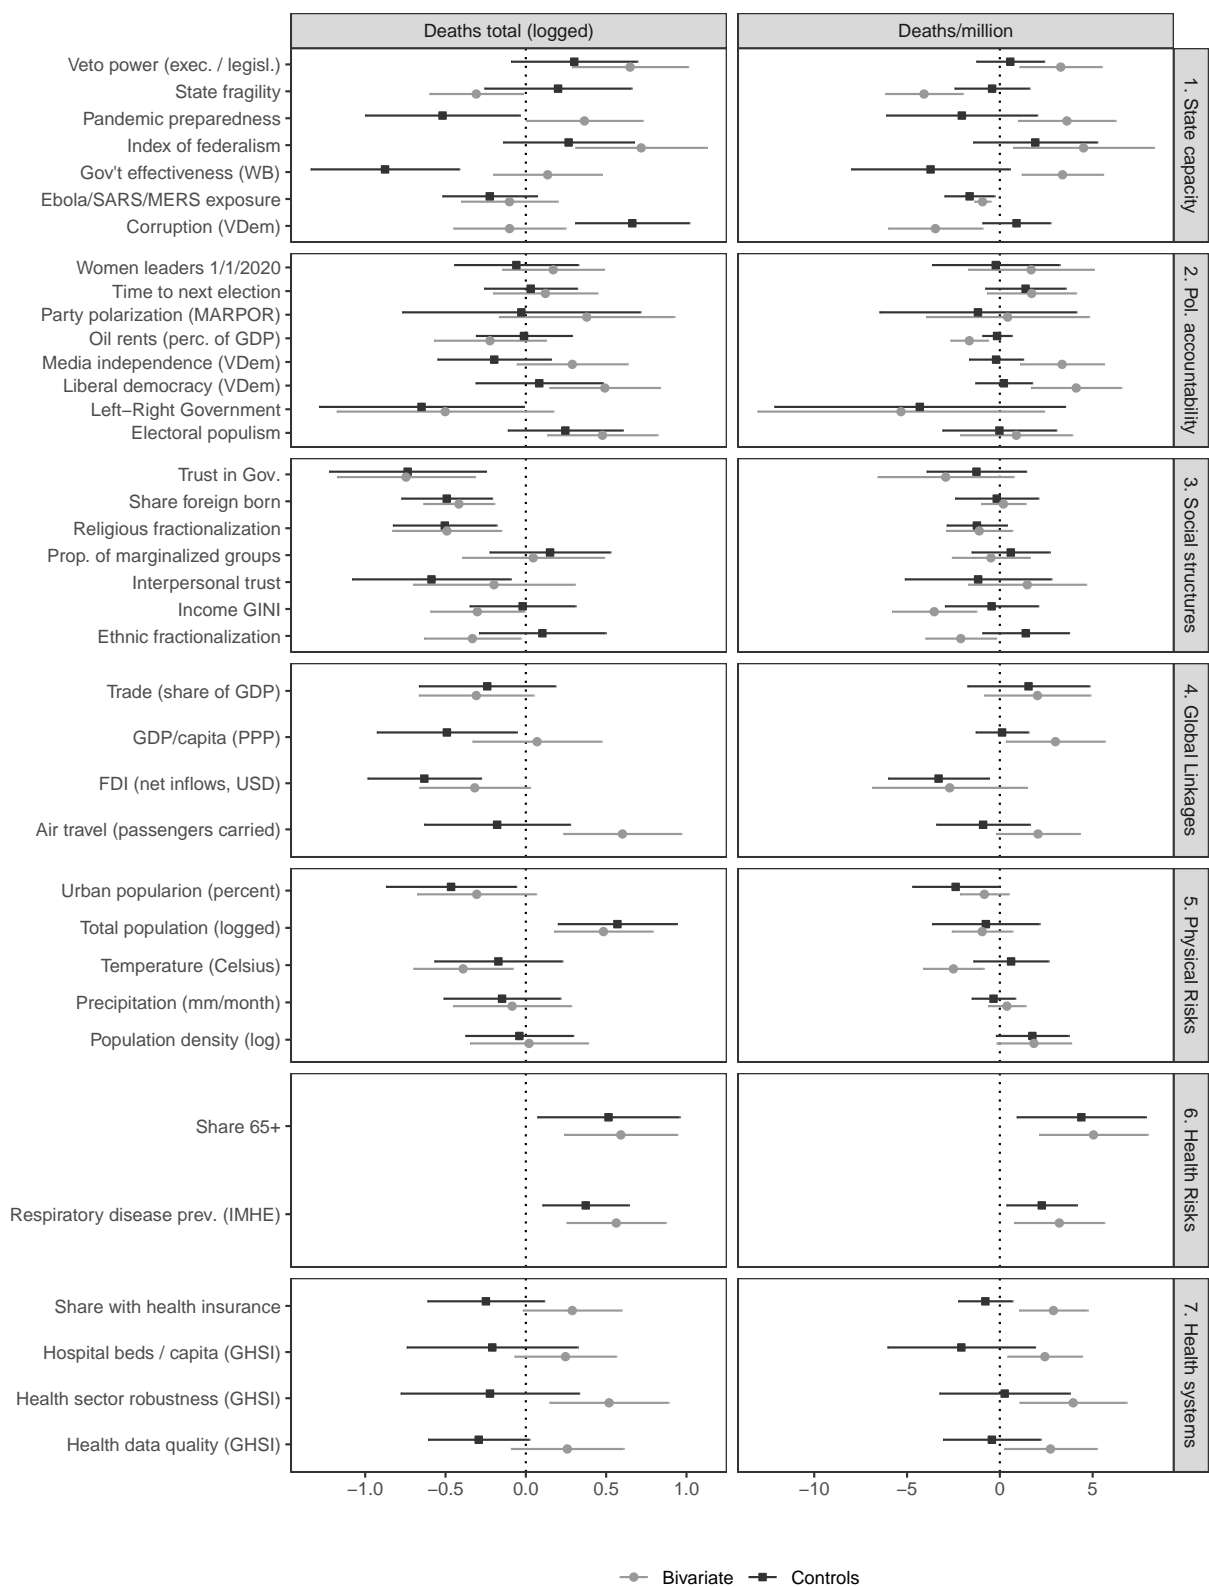 Deaths total (logged) Deaths/million
Veto power (exec. / legisl.)
State fragility
Pandemic preparedness
Index of federalism
Gov't effectiveness (WB)
Ebola/SARS/MERS exposure
Corruption (VDem)
1. State capacity
Women leaders 1/1/2020
Time to next election
Party polarization (MARPOR)
Oil rents (perc. of GDP)
Media independence (VDem)
Liberal democracy (VDem)
Left−Right Government
Electoral populism
2. Pol. accountability
Trust in Gov.
Share foreign born
Religious fractionalization
Prop. of marginalized groups
Interpersonal trust
Income GINI
Ethnic fractionalization
3. Social structures
Trade (share of GDP)
GDP/capita (PPP)
FDI (net inflows, USD)
Air travel (passengers carried)
4. Global Linkages
Urban popularion (percent)
Total population (logged)
Temperature (Celsius)
Precipitation (mm/month)
Population density (log)
5. Physical Risks
Share 65+
Respiratory disease prev. (IMHE)
6. Health Risks
Share with health insurance
Hospital beds / capita (GHSI)
Health sector robustness (GHSI)
Health data quality (GHSI)
7. Health systems
−1.0 −0.5 0.0 0.5 1.0 −10 −5 0 5
Bivariate Controls